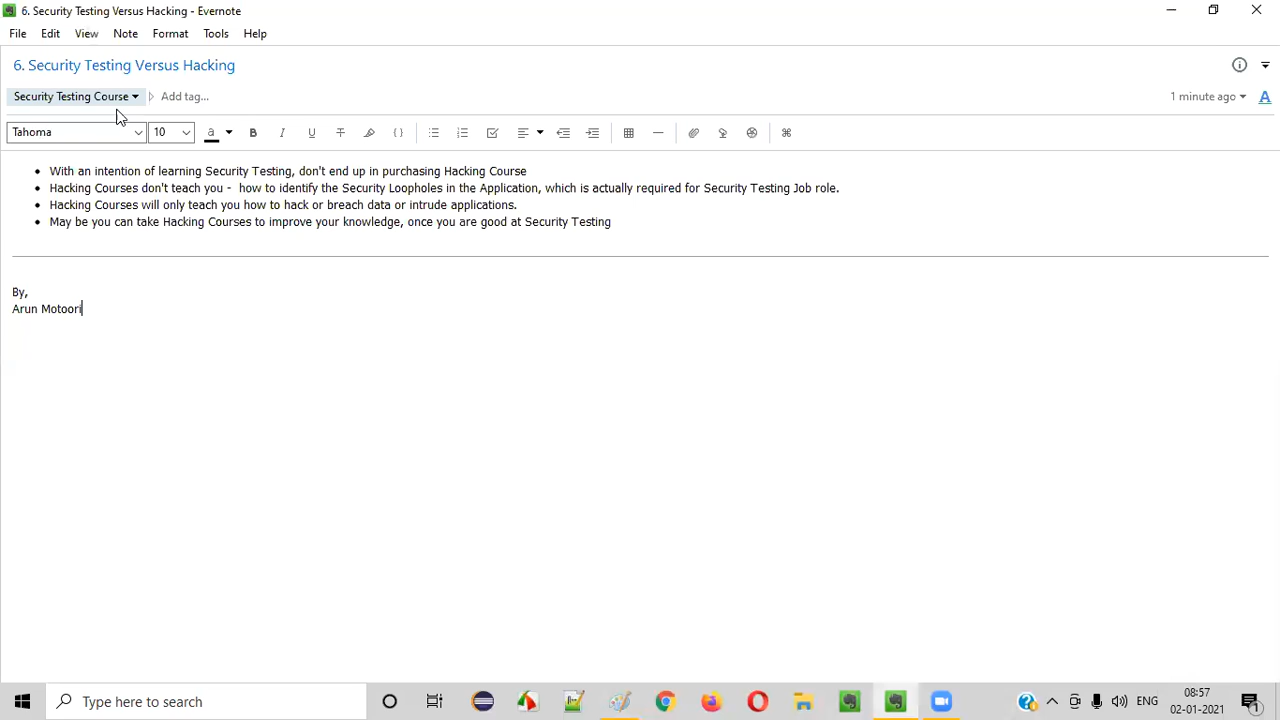 6. Security Testing Versus Hacking - Evernote
File Edit View Note Format Tools Help
6. Security Testing Versus Hacking
Security Testing Course Add tag... 1 minute ago A
Tahoma 10 a B I U T
With an intention of learning Security Testing, don't end up in purchasing Hacking Course
Hacking Courses don't teach you - how to identify the Security Loopholes in the Application, which is actually required for Security Testing Job role.
Hacking Courses will only teach you how to hack or breach data or intrude applications.
May be you can take Hacking Courses to improve your knowledge, once you are good at Security Testing
By,
Arun Motoori
Type here to search ENG 08:57
02-01-2021